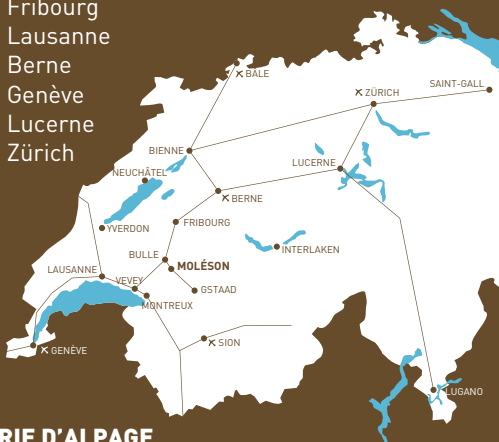 Fribourg
Lausanne
Berne
Genève
Lucerne
Zürich
BÂLE
ZÜRICH
SAINT-GALL
BIENNE
LUCERNE
NEUCHÂTEL
BERNE
FRIBOURG
YVERDON
INTERLAKEN
BULLE
MOLÉSON
LAUSANNE
VEVEY
GSTAAD
MONTREUX
SION
GENÈVE
LUGANO
RIE D'ALPAGE